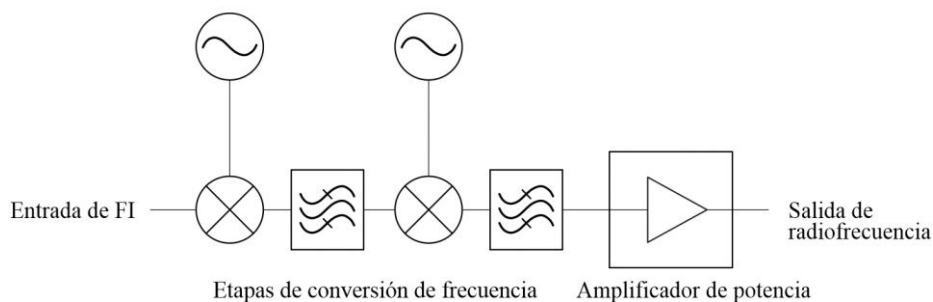 Entrada de FI
Salida de
radiofrecuencia
Etapas de conversión de frecuencia
Amplificador de potencia